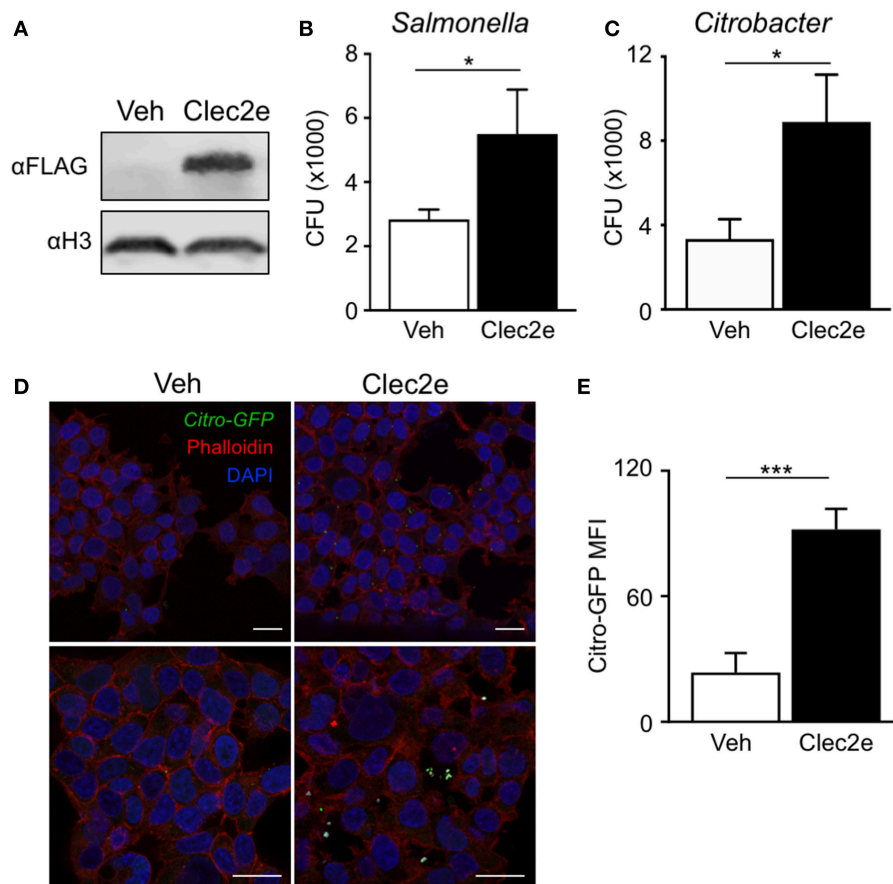 A
Veh Clec2e
αFLAG
αH3
B
Salmonella
*
CFU (x1000)
8
6
4
2
0
Veh Clec2e
C
Citrobacter
*
CFU (x1000)
12
8
4
0
Veh Clec2e
D
Veh Clec2e
Citro-GFP
Phalloidin
DAPI
E
***
Citro-GFP MFI
120
60
0
Veh Clec2e